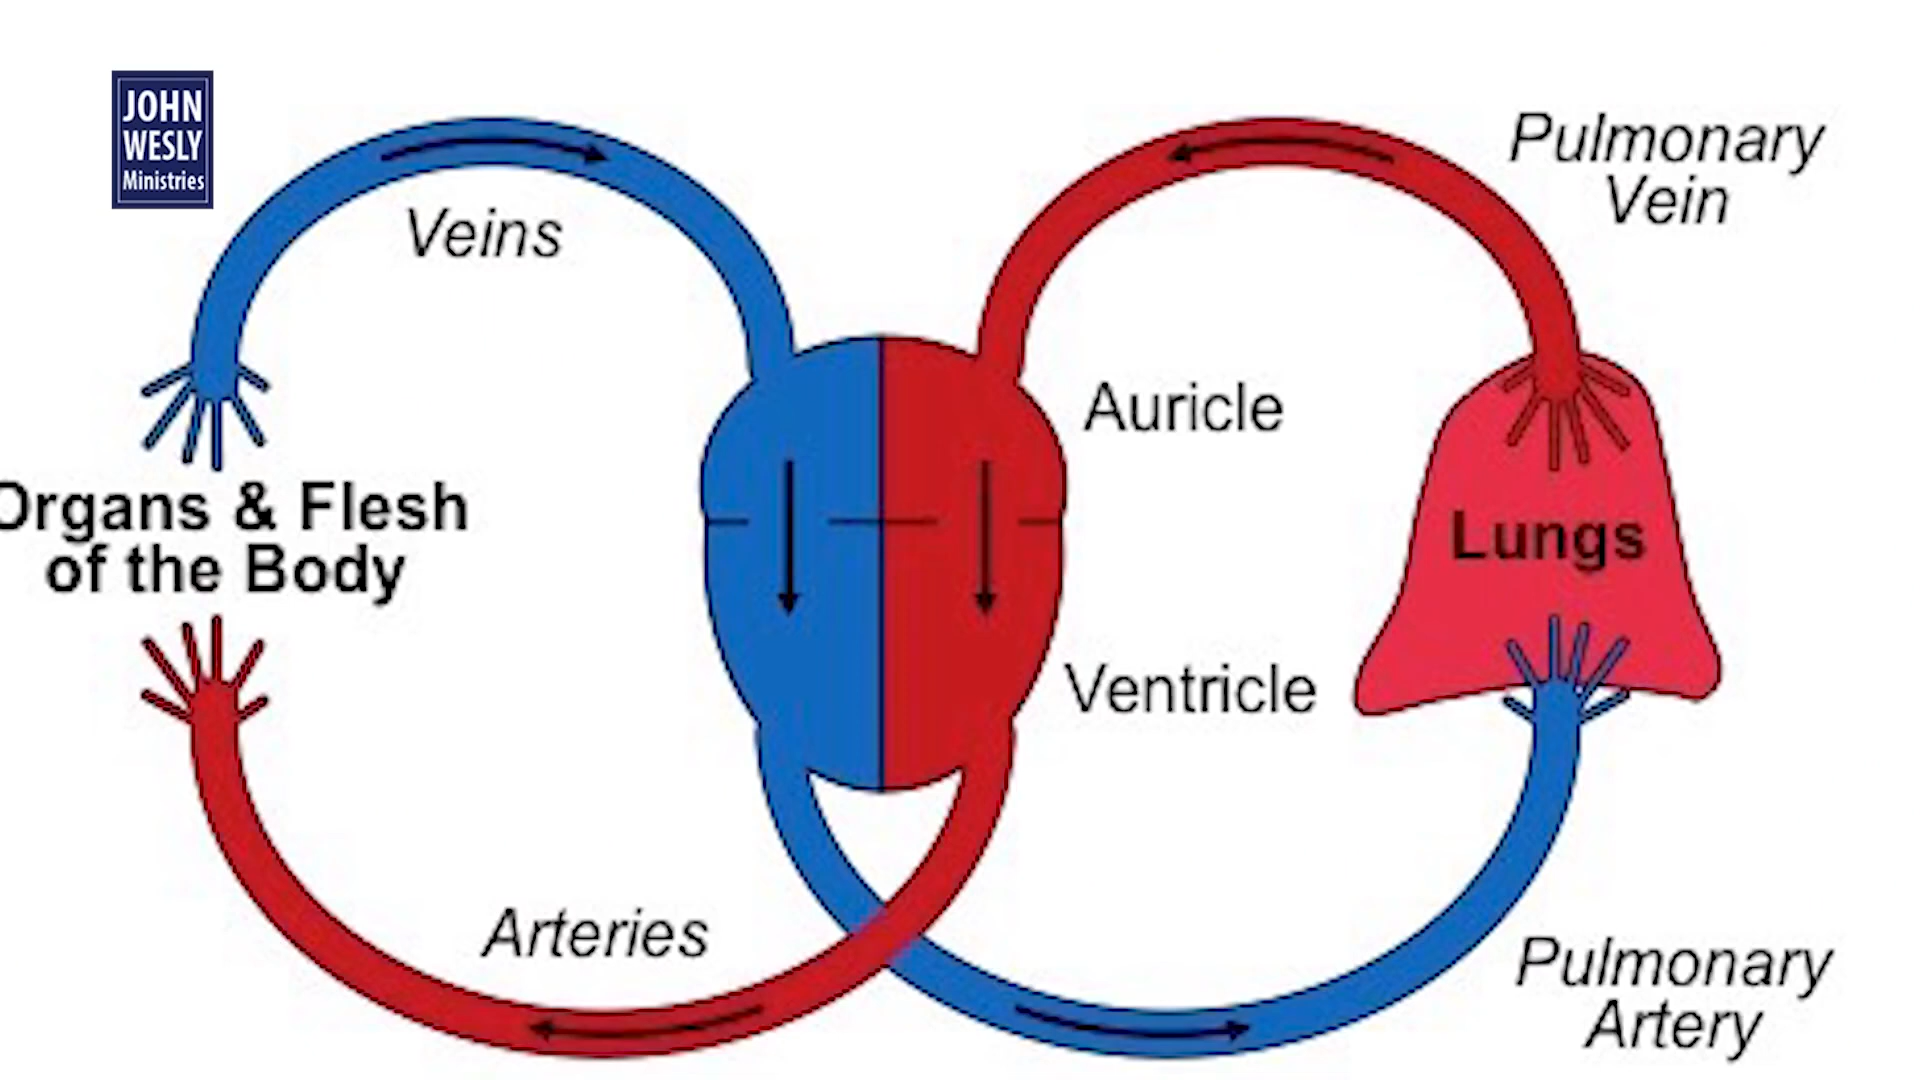 JOHN
WESLY
Ministries
Veins
Pulmonary
Vein
Auricle
Organs & Flesh
of the Body
Lungs
Ventricle
Arteries
Pulmonary
Artery